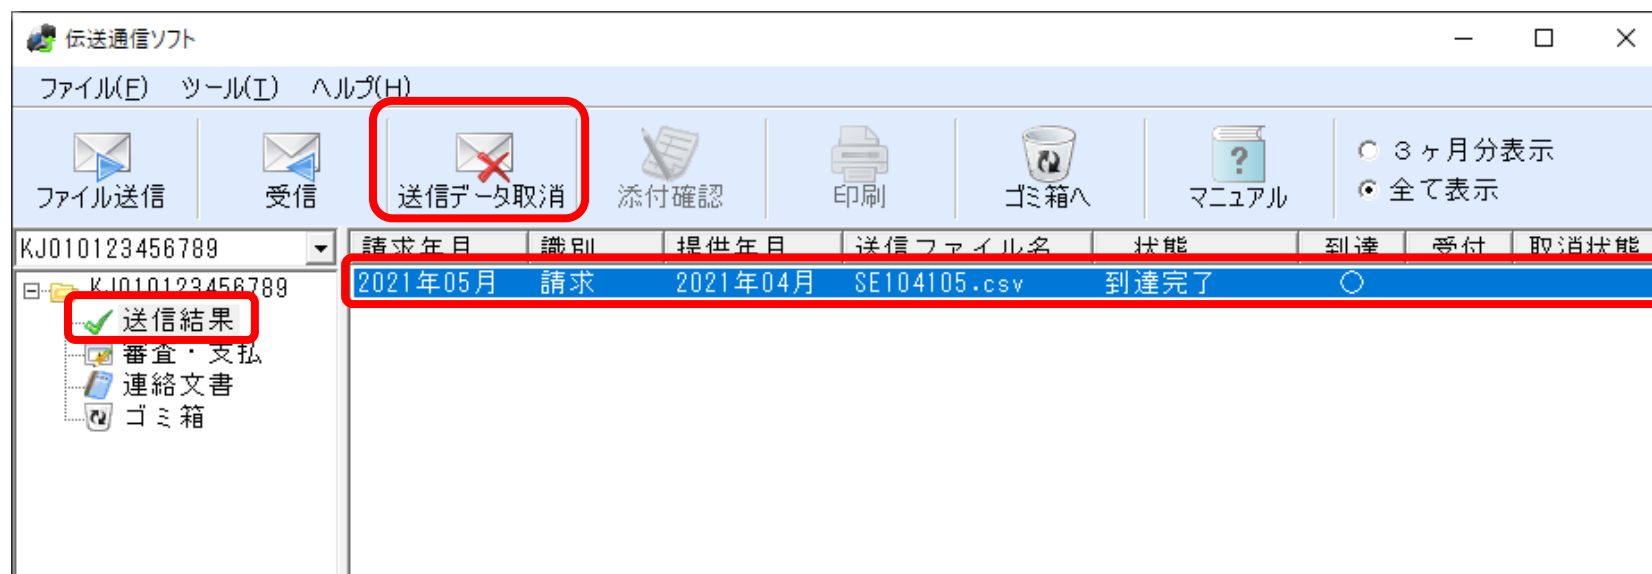 伝送通信ソフト
ファイル(F) ツール(T) ヘルプ(H)
ファイル送信 受信 送信データ取消 添付確認 印刷 ゴミ箱へ マニュアル
3ヶ月分表示
全て表示
KJ010123456789
請求年月 識別 提供年月 送信ファイル名 状態 到達 受付 取消状態
2021年05月 請求 2021年04月 SE104105.csv 到達完了 ○
KJ010123456789
送信結果
審査・支払
連絡文書
ゴミ箱